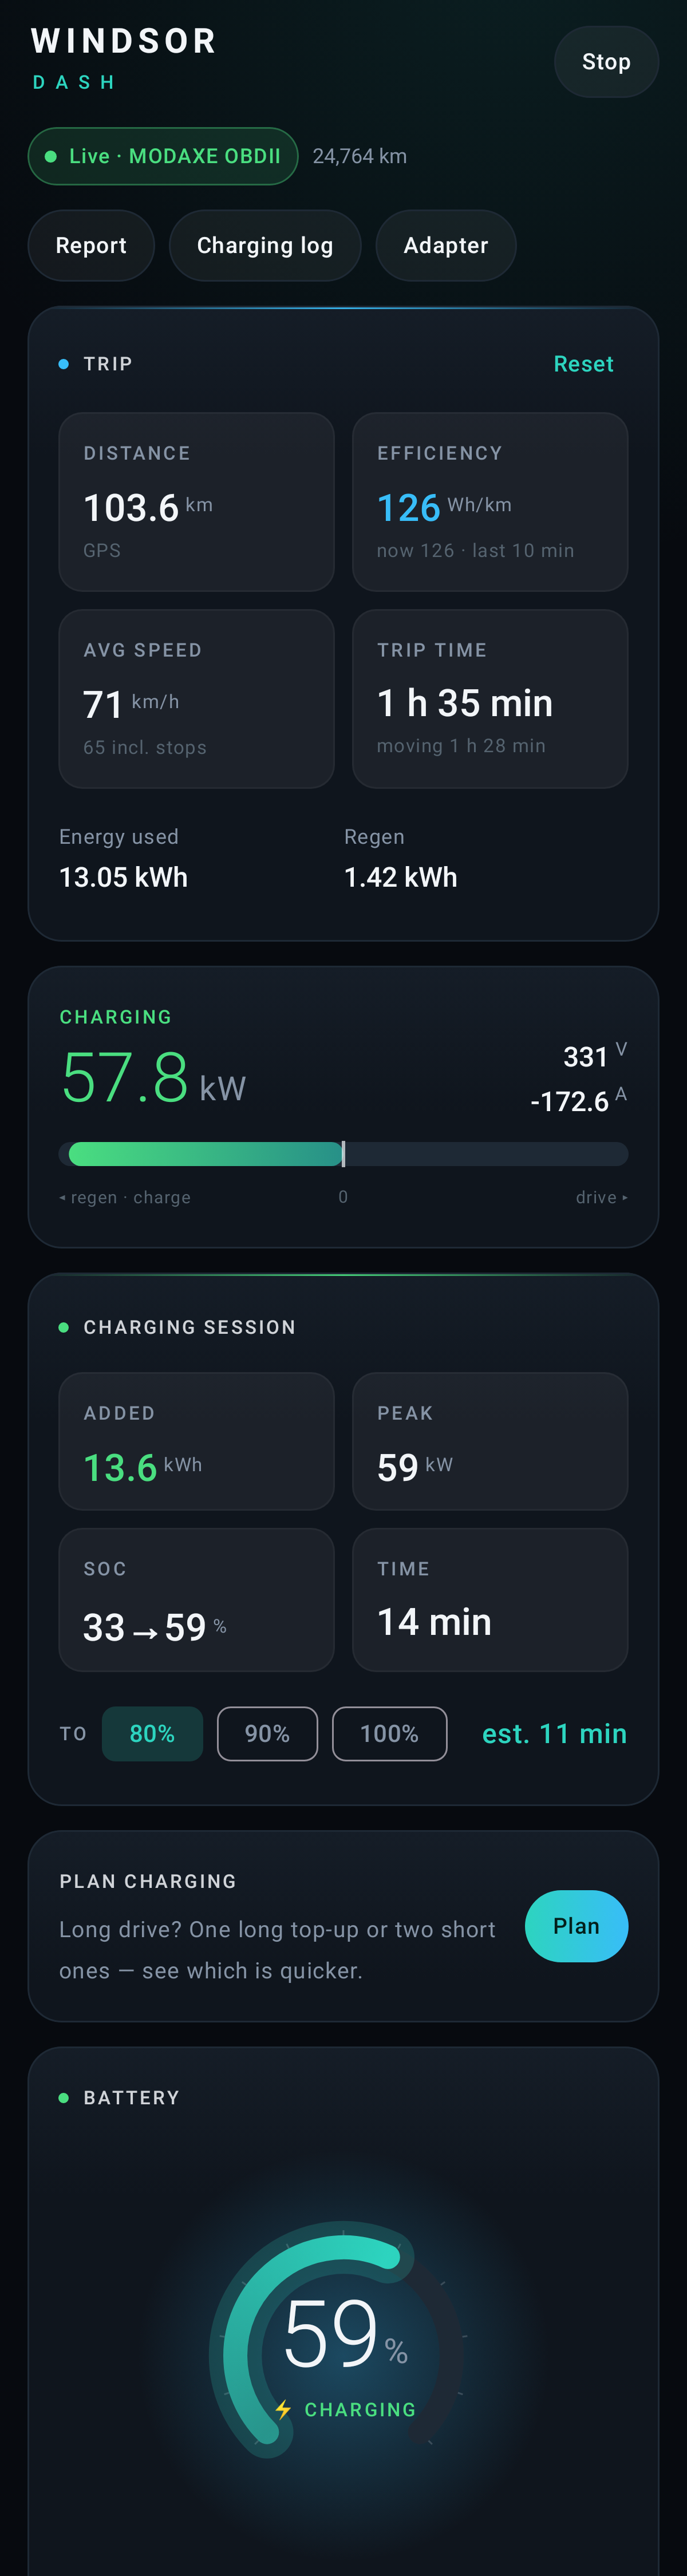 WINDSOR
DASH
Stop
Live · MODAXE OBDII
24,764 km
Report
Charging log
Adapter
TRIP
Reset
DISTANCE
103.6 km
GPS
EFFICIENCY
126 Wh/km
now 126 · last 10 min
AVG SPEED
71 km/h
65 incl. stops
TRIP TIME
1 h 35 min
moving 1 h 28 min
Energy used
13.05 kWh
Regen
1.42 kWh
CHARGING
57.8 kW
331 V
-172.6 A
◂ regen · charge
0
drive ▸
CHARGING SESSION
ADDED
13.6 kWh
PEAK
59 kW
SOC
33→59 %
TIME
14 min
TO
80%
90%
100%
est. 11 min
PLAN CHARGING
Long drive? One long top-up or two short
ones — see which is quicker.
Plan
BATTERY
59 %
⚡ CHARGING